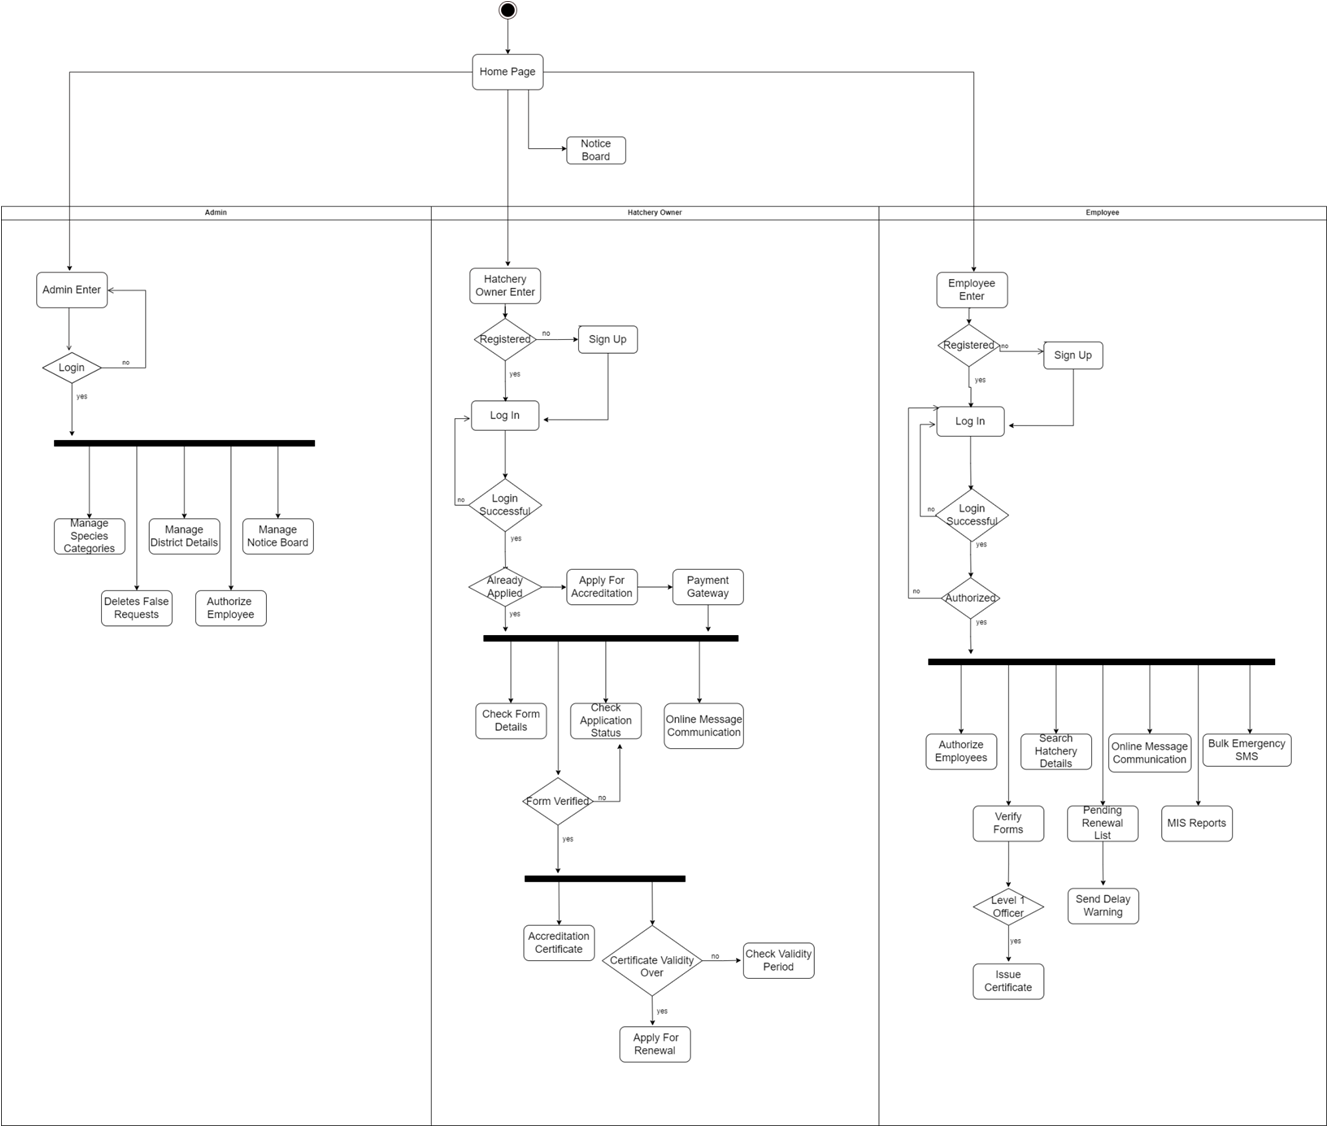 Home Page
Notice
Board
Admin
Hatchery Owner
Employee
Admin Enter
Login
no
yes
Manage
Species
Categories
Manage
District Details
Manage
Notice Board
Deletes False
Requests
Authorize
Employee
Hatchery
Owner Enter
Registered
no
Sign Up
yes
Log In
Login
Successful
no
yes
Already
Applied
Apply For
Accreditation
Payment
Gateway
yes
Check Form
Details
Check
Application
Status
Online Message
Communication
Form Verified
no
yes
Accreditation
Certificate
Certificate Validity
Over
no
Check Validity
Period
yes
Apply For
Renewal
Employee
Enter
Registered
no
Sign Up
yes
Log In
Login
Successful
no
yes
Authorized
no
yes
Authorize
Employees
Search
Hatchery
Details
Online Message
Communication
Bulk Emergency
SMS
Verify
Forms
Pending
Renewal
List
MIS Reports
Level 1
Officer
Send Delay
Warning
yes
Issue
Certificate